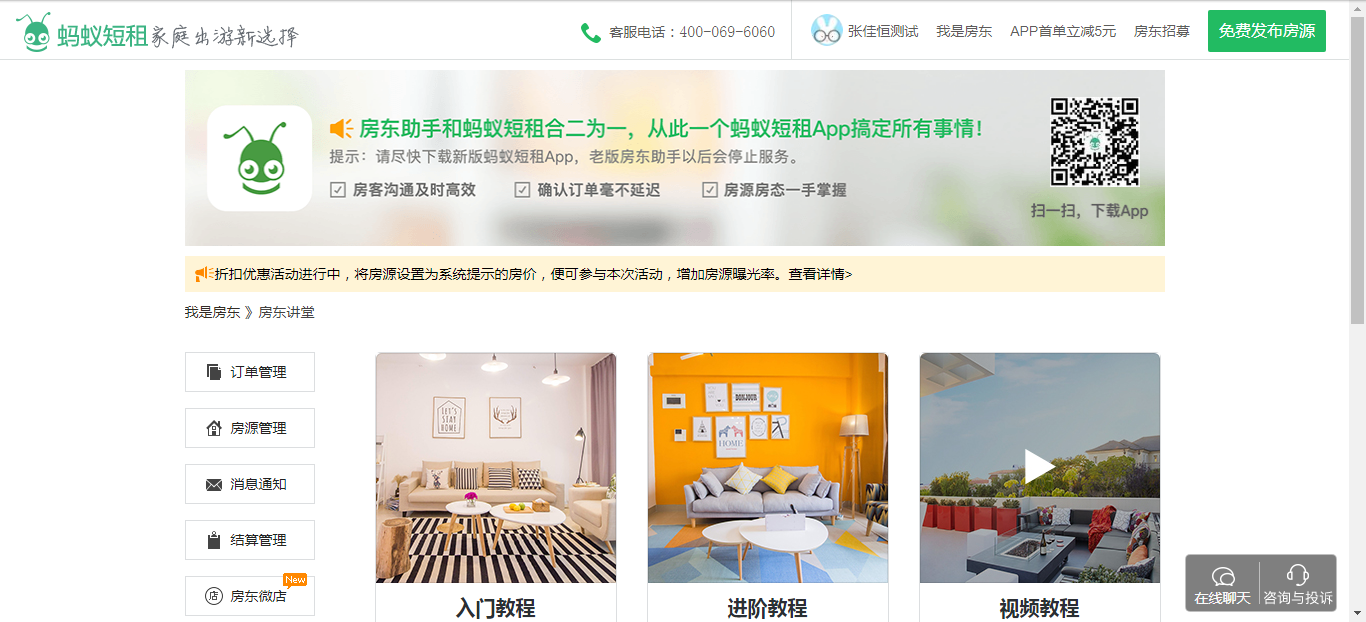 蚂蚁短租 家庭出游新选择
客服电话：400-069-6060
张佳恒测试 我是房东 APP首单立减5元 房东招募 免费发布房源
房东助手和蚂蚁短租合二为一，从此一个蚂蚁短租App搞定所有事情！
提示：请尽快下载新版蚂蚁短租App，老版房东助手以后会停止服务。
房客沟通及时高效 确认订单毫不延迟 房源房态一手掌握
扫一扫，下载App
折扣优惠活动进行中，将房源设置为系统提示的房价，便可参与本次活动，增加房源曝光率。查看详情>
我是房东 》房东讲堂
订单管理
房源管理
消息通知
结算管理
New
店 房东微店
LET'S
STAY
HOME
BONJOUR
HOME
入门教程 进阶教程 视频教程
在线聊天 咨询与投诉